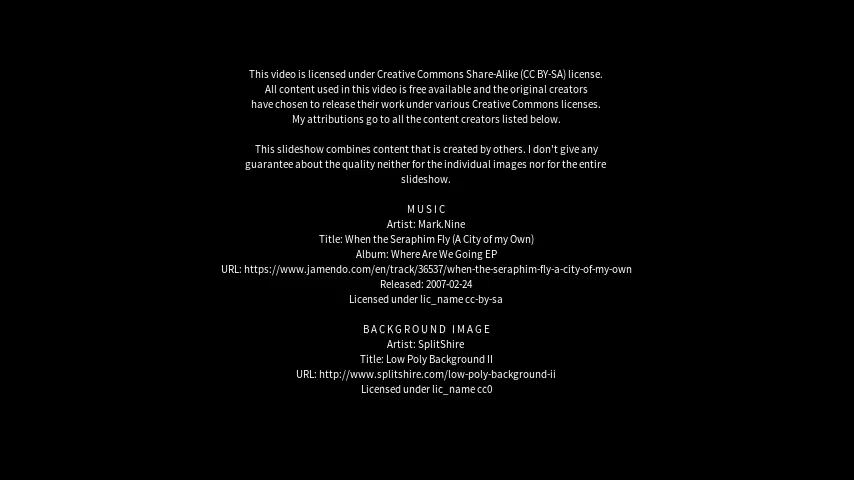 This video is licensed under Creative Commons Share-Alike (CC BY-SA) license.
All content used in this video is free available and the original creators
have chosen to release their work under various Creative Commons licenses.
My attributions go to all the content creators listed below.
This slideshow combines content that is created by others. I don't give any
guarantee about the quality neither for the individual images nor for the entire
slideshow.
MUSIC
Artist: Mark.Nine
Title: When the Seraphim Fly (A City of my Own)
Album: Where Are We Going EP
URL: https://www.jamendo.com/en/track/36537/when-the-seraphim-fly-a-city-of-my-own
Released: 2007-02-24
Licensed under lic_name cc-by-sa
BACKGROUND IMAGE
Artist: SplitShire
Title: Low Poly Background II
URL: http://www.splitshire.com/low-poly-background-ii
Licensed under lic_name cc0